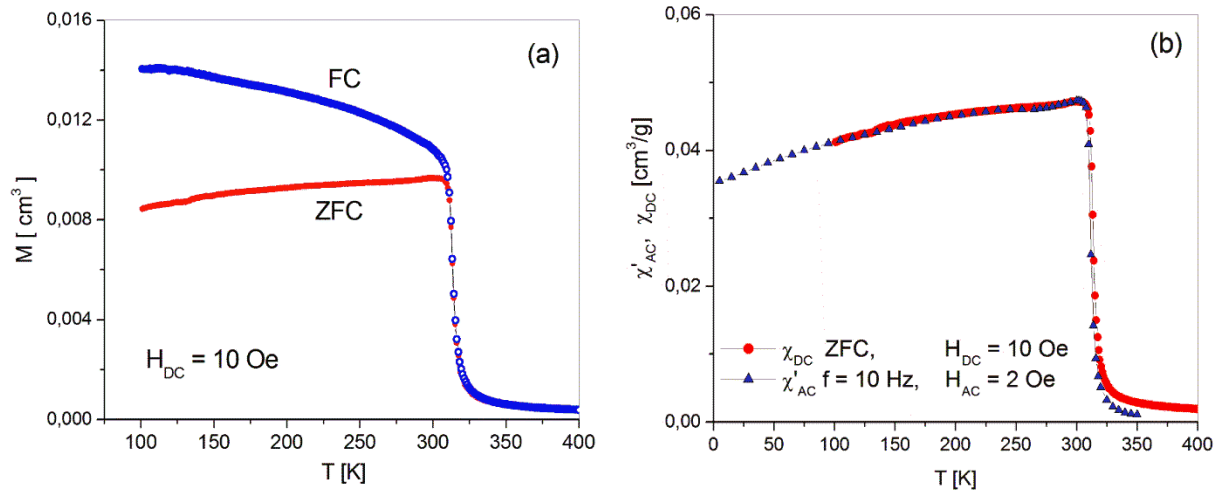 0,016
0,012
0,008
0,004
0,000
M [ cm³]
(a)
FC
ZFC
H_DC = 10 Oe
100 150 200 250 300 350 400
T [K]
0,06
0,04
0,02
0,00
χ'_AC, χ_DC [cm³/g]
(b)
χ_DC ZFC, H_DC = 10 Oe
χ'_AC f = 10 Hz, H_AC = 2 Oe
0 50 100 150 200 250 300 350 400
T [K]